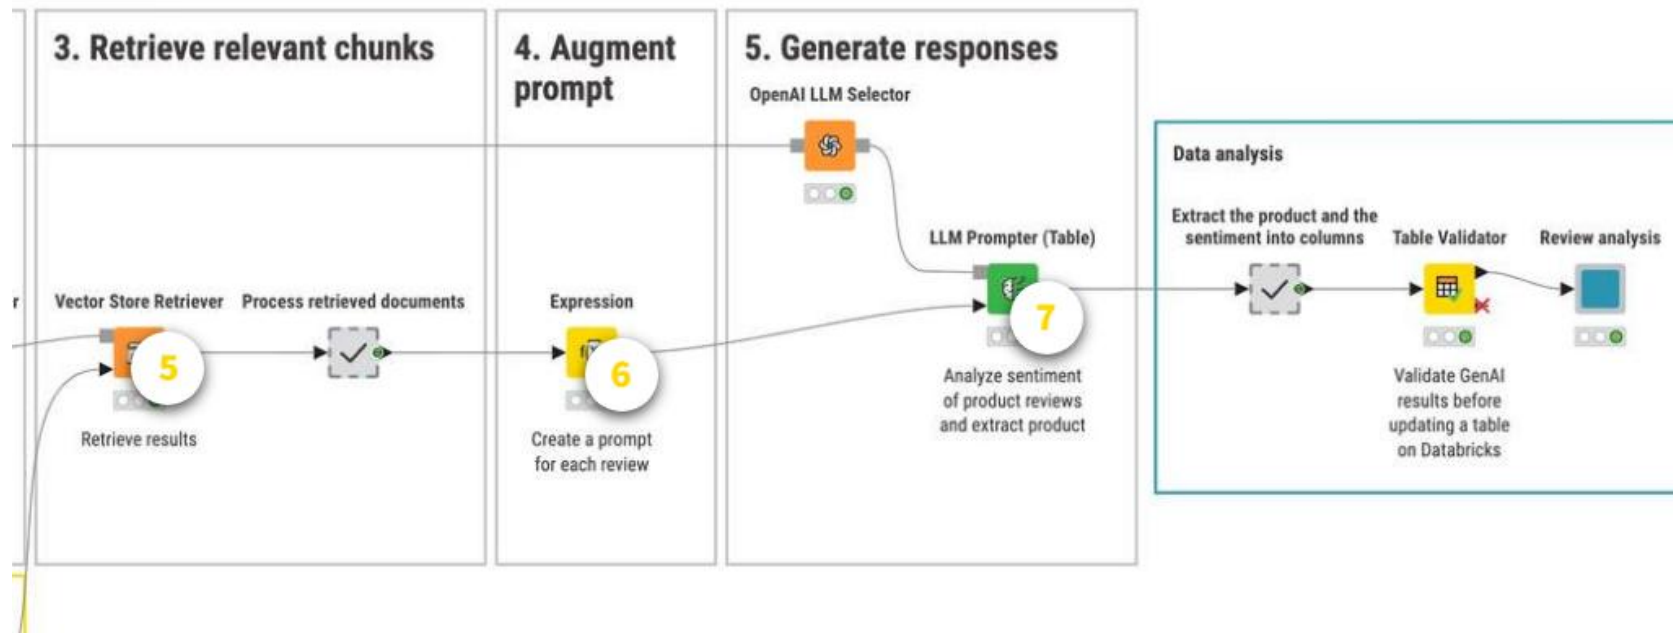 3. Retrieve relevant chunks
4. Augment
prompt
5. Generate responses
OpenAI LLM Selector
Data analysis
Extract the product and the
sentiment into columns
Table Validator
Review analysis
LLM Prompter (Table)
r
Vector Store Retriever
Process retrieved documents
Expression
5
6
7
Retrieve results
Create a prompt
for each review
Analyze sentiment
of product reviews
and extract product
Validate GenAI
results before
updating a table
on Databricks